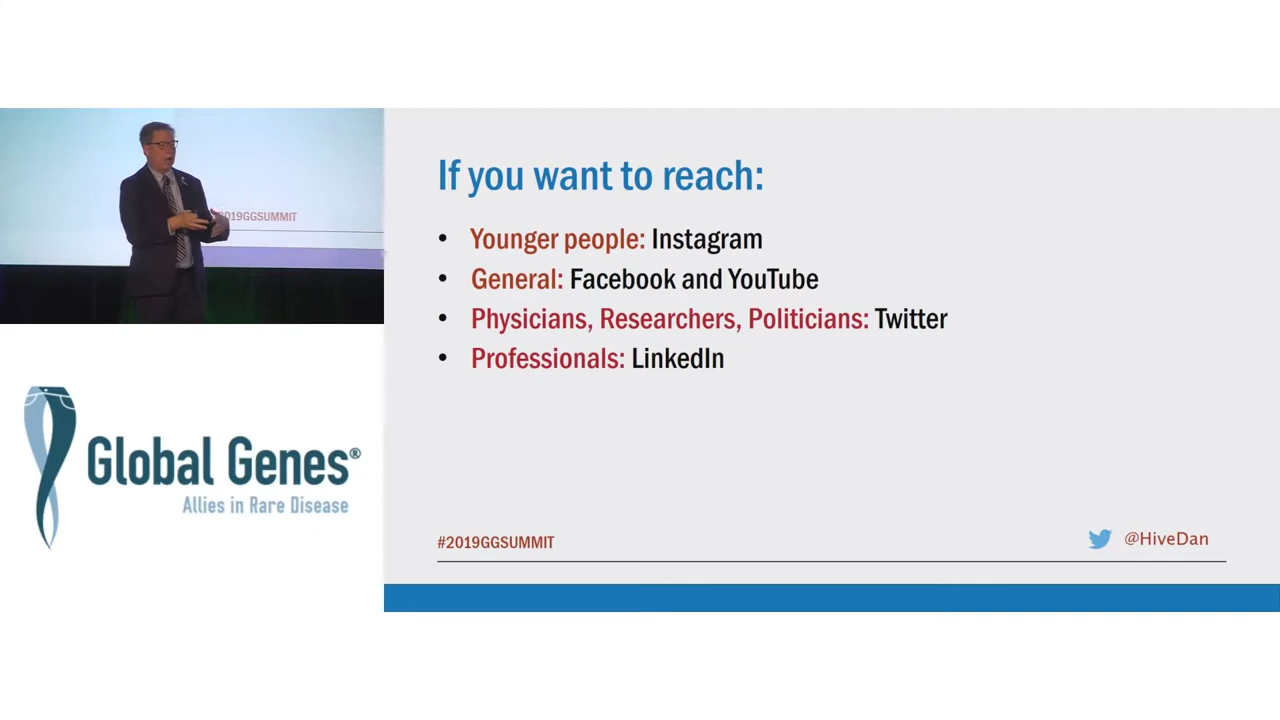 2019GGSUMMIT
If you want to reach:
• Younger people: Instagram
• General: Facebook and YouTube
• Physicians, Researchers, Politicians: Twitter
• Professionals: LinkedIn
Global Genes®
Allies in Rare Disease
#2019GGSUMMIT
@HiveDan